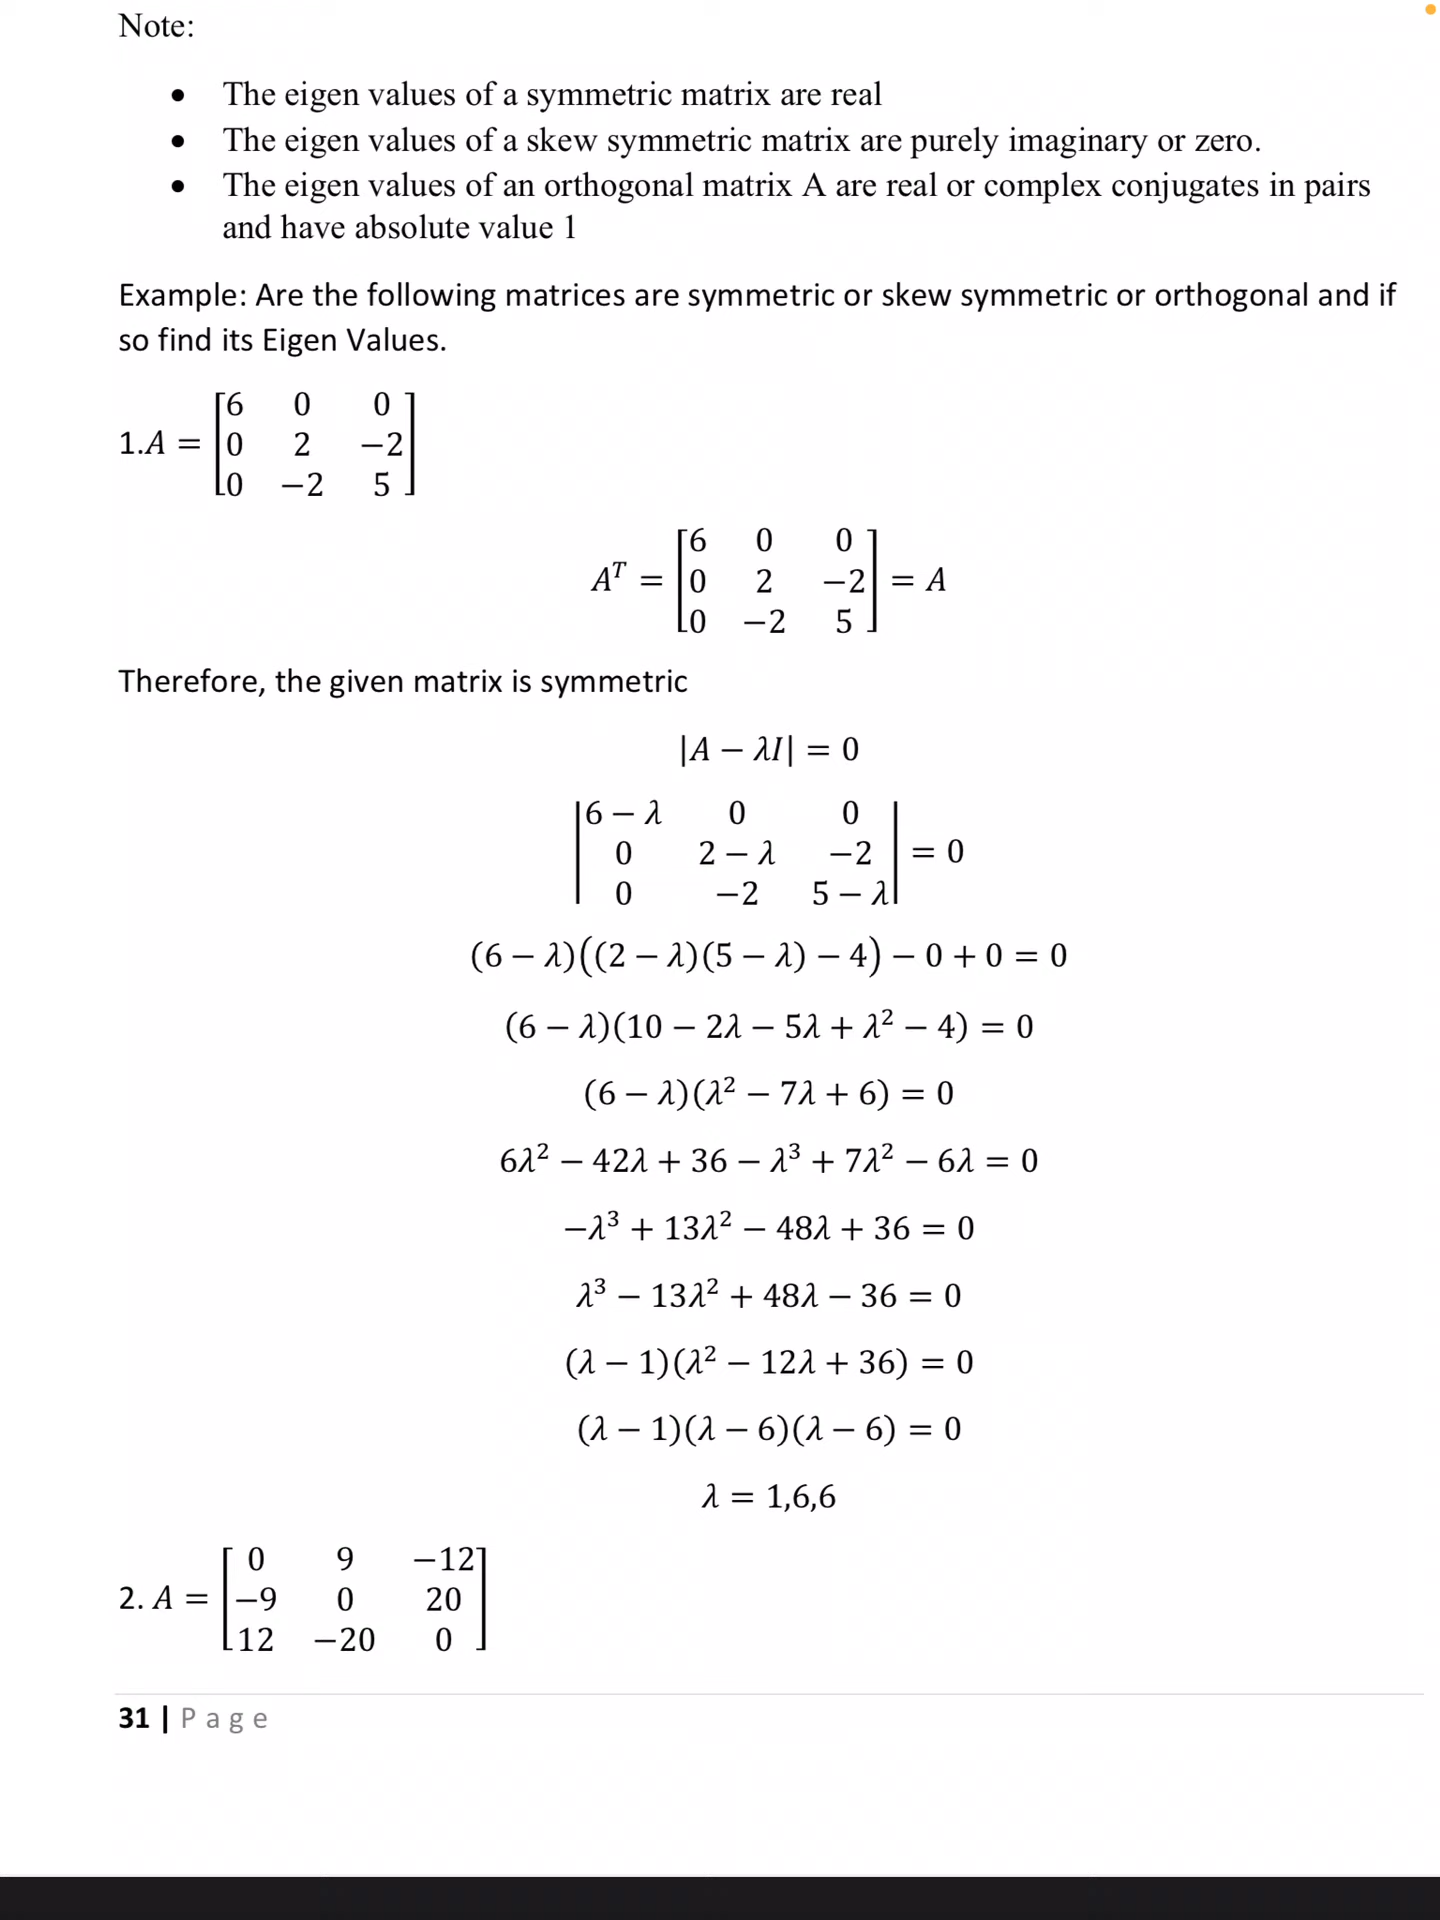 Note:
• The eigen values of a symmetric matrix are real
• The eigen values of a skew symmetric matrix are purely imaginary or zero.
• The eigen values of an orthogonal matrix A are real or complex conjugates in pairs
and have absolute value 1
Example: Are the following matrices are symmetric or skew symmetric or orthogonal and if
so find its Eigen Values.
1.A = [6 0 0
0 2 −2
0 −2 5]
Aᵀ = [6 0 0
0 2 −2
0 −2 5] = A
Therefore, the given matrix is symmetric
|A − λI| = 0
|6 − λ 0 0
0 2 − λ −2
0 −2 5 − λ| = 0
(6 − λ)((2 − λ)(5 − λ) − 4) − 0 + 0 = 0
(6 − λ)(10 − 2λ − 5λ + λ² − 4) = 0
(6 − λ)(λ² − 7λ + 6) = 0
6λ² − 42λ + 36 − λ³ + 7λ² − 6λ = 0
−λ³ + 13λ² − 48λ + 36 = 0
λ³ − 13λ² + 48λ − 36 = 0
(λ − 1)(λ² − 12λ + 36) = 0
(λ − 1)(λ − 6)(λ − 6) = 0
λ = 1,6,6
2. A = [0 9 −12
−9 0 20
12 −20 0]
31 | Page